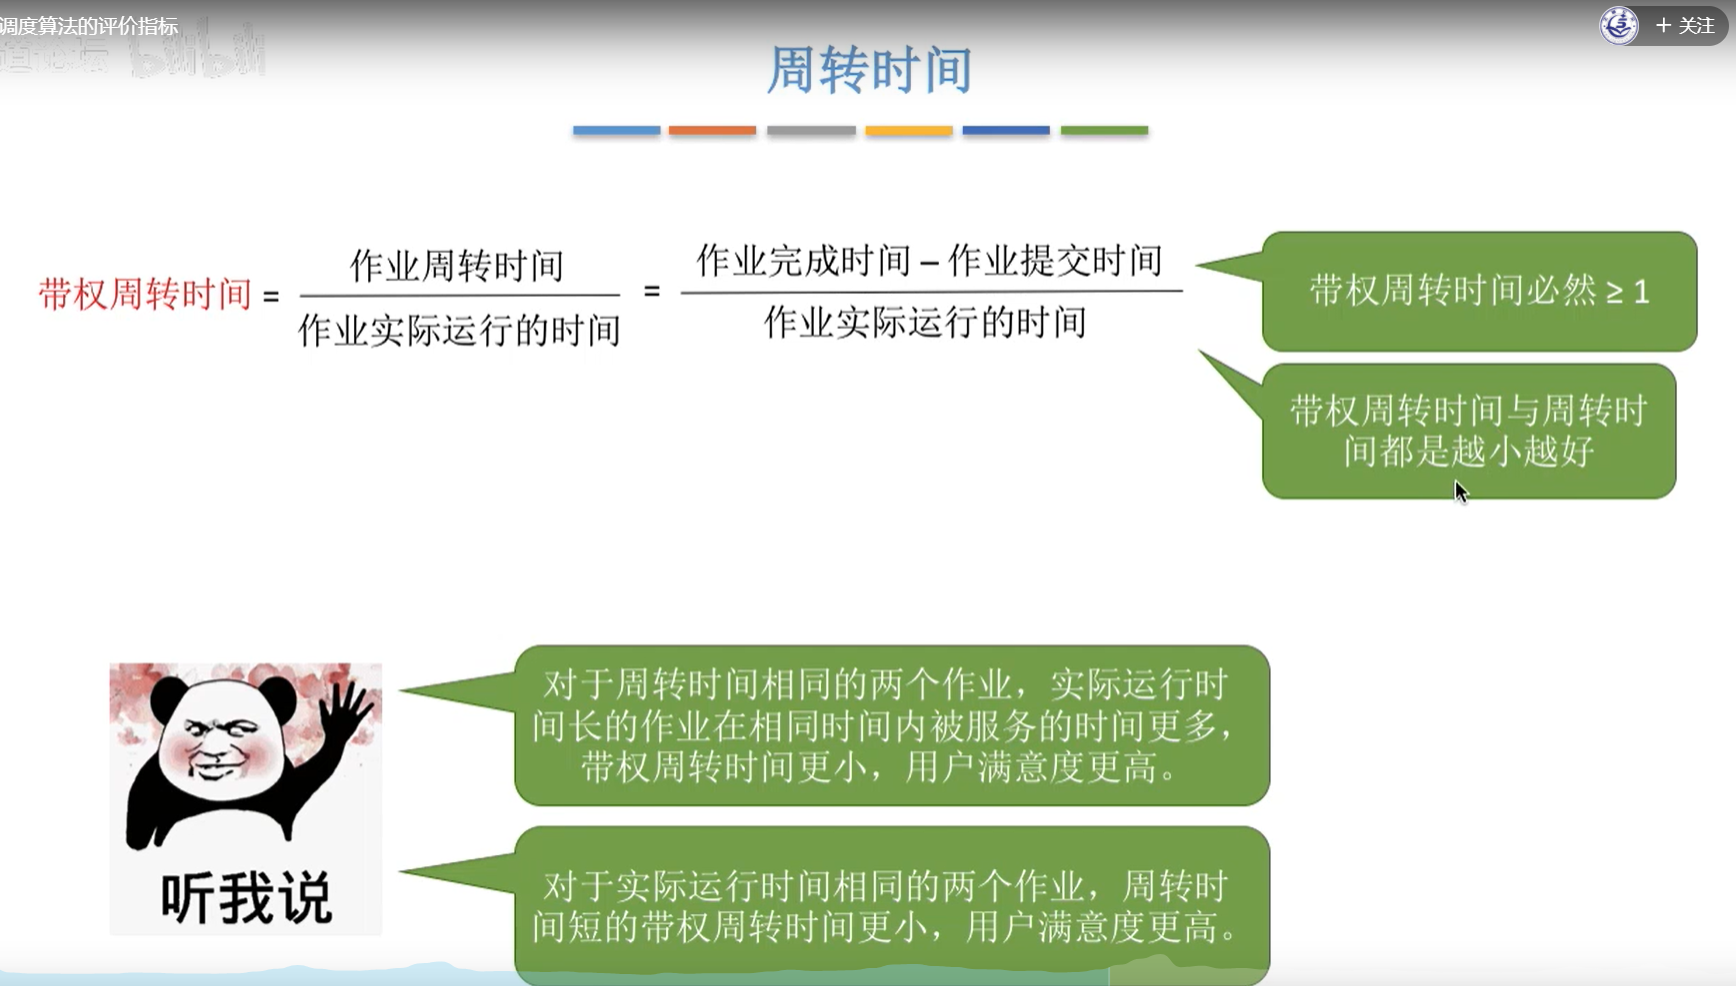 调度算法的评价指标
+ 关注
道论坛 bilibili
周转时间
带权周转时间 = 作业周转时间 / 作业实际运行的时间 = 作业完成时间 – 作业提交时间 / 作业实际运行的时间
带权周转时间必然 ≥ 1
带权周转时间与周转时
间都是越小越好
对于周转时间相同的两个作业，实际运行时
间长的作业在相同时间内被服务的时间更多，
带权周转时间更小，用户满意度更高。
对于实际运行时间相同的两个作业，周转时
间短的带权周转时间更小，用户满意度更高。
听我说